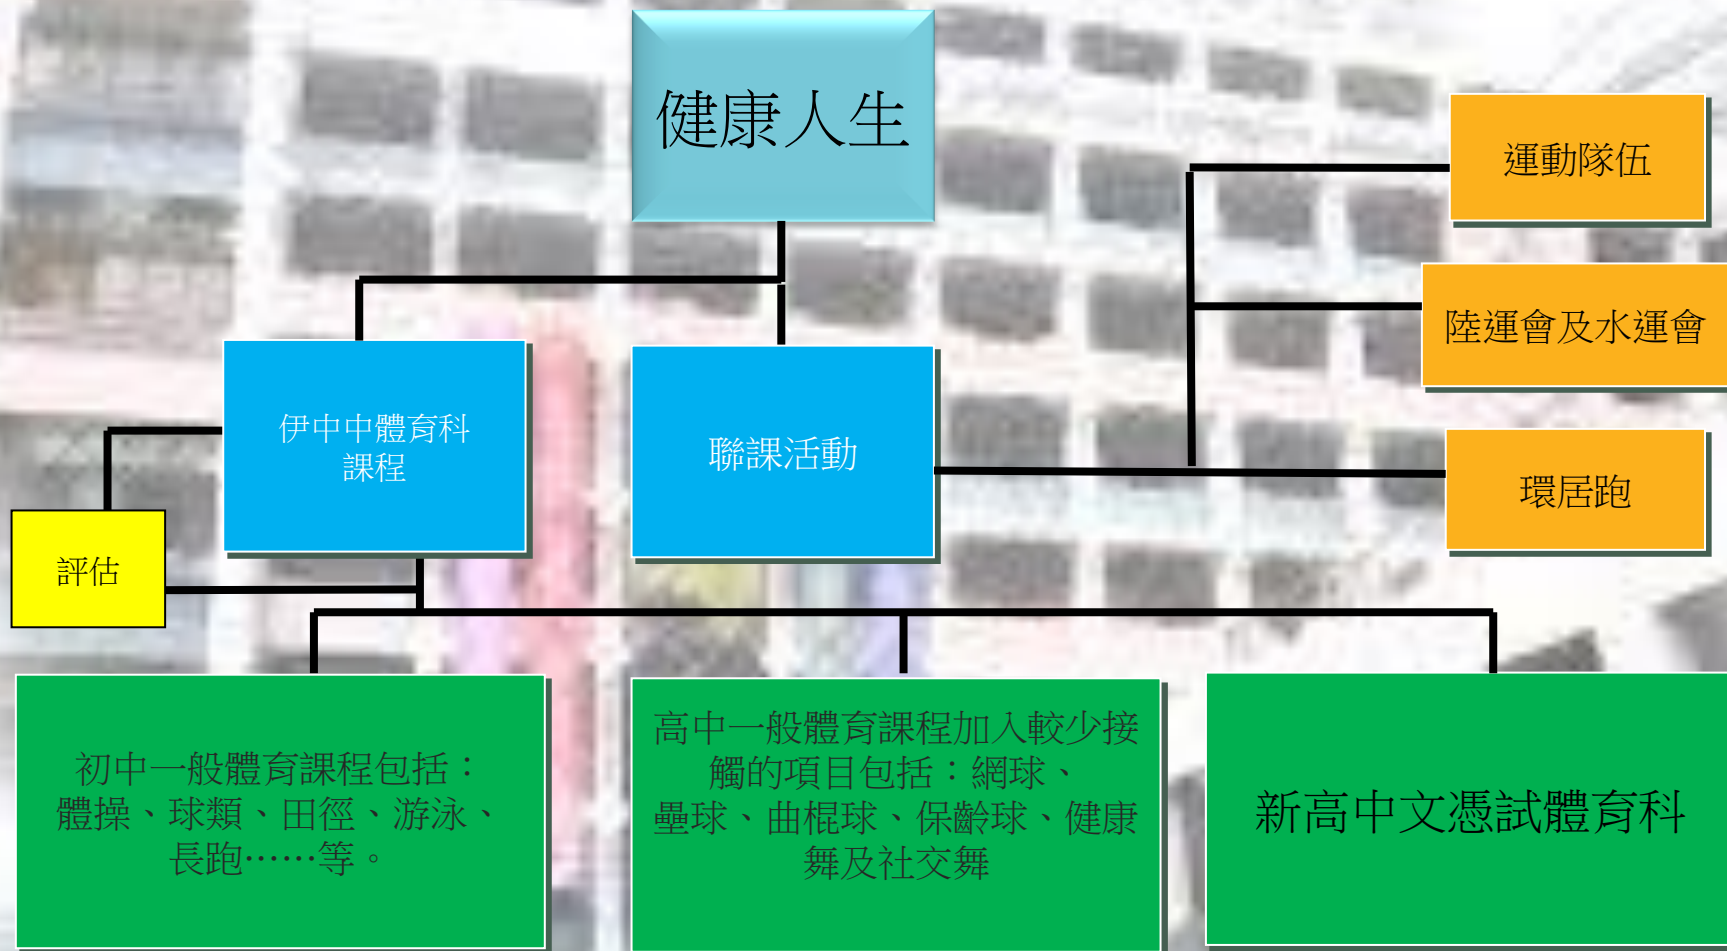 健康人生
運動隊伍
陸運會及水運會
伊中中體育科
課程
聯課活動
環居跑
評估
初中一般體育課程包括：
體操、球類、田徑、游泳、
長跑……等。
高中一般體育課程加入較少接
觸的項目包括：網球、
壘球、曲棍球、保齡球、健康
舞及社交舞
新高中文憑試體育科